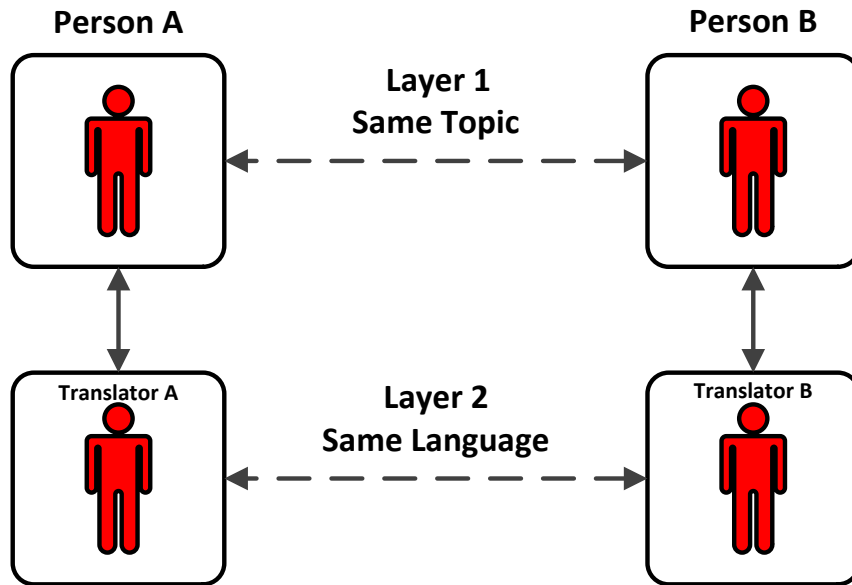 Person A
Person B
Layer 1
Same Topic
Translator A
Translator B
Layer 2
Same Language